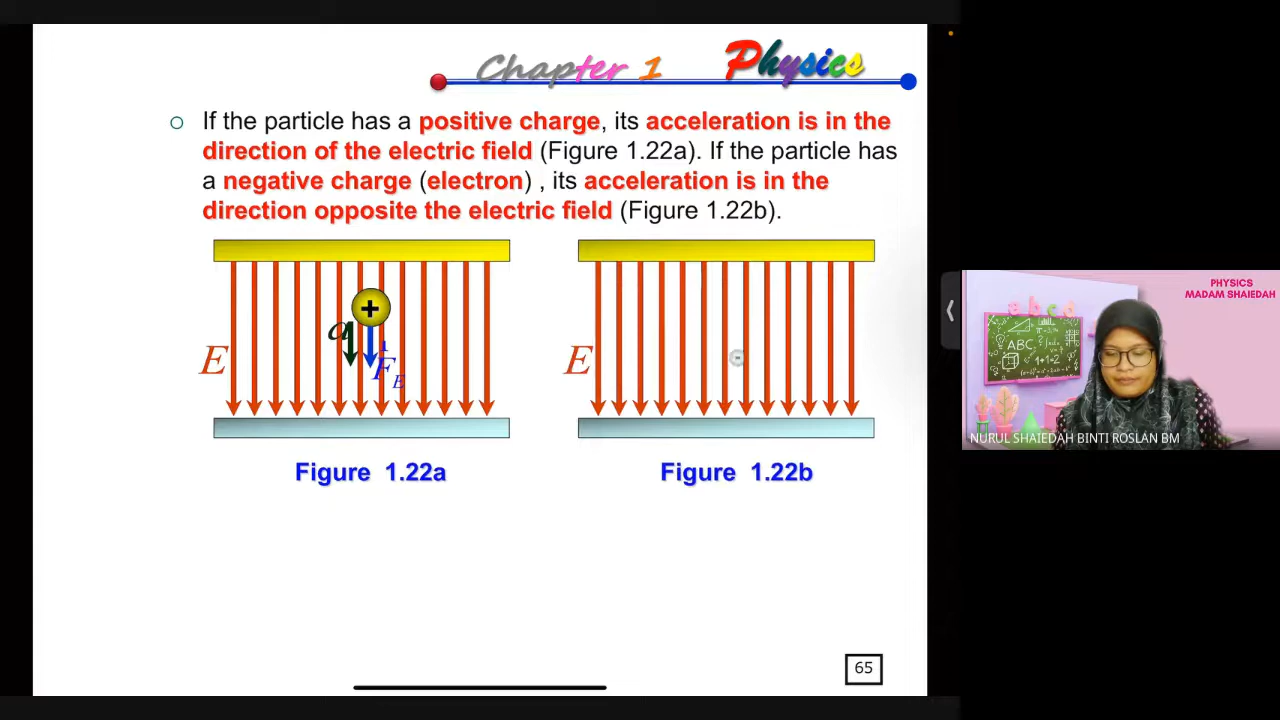 Chapter 1 Physics
○ If the particle has a positive charge, its acceleration is in the
direction of the electric field (Figure 1.22a). If the particle has
a negative charge (electron) , its acceleration is in the
direction opposite the electric field (Figure 1.22b).
+
a
E
F E
E
-
Figure 1.22a
Figure 1.22b
65
PHYSICS
MADAM SHAIEDAH
a b c d
ABC
1+1=2
NURUL SHAIEDAH BINTI ROSLAN BM